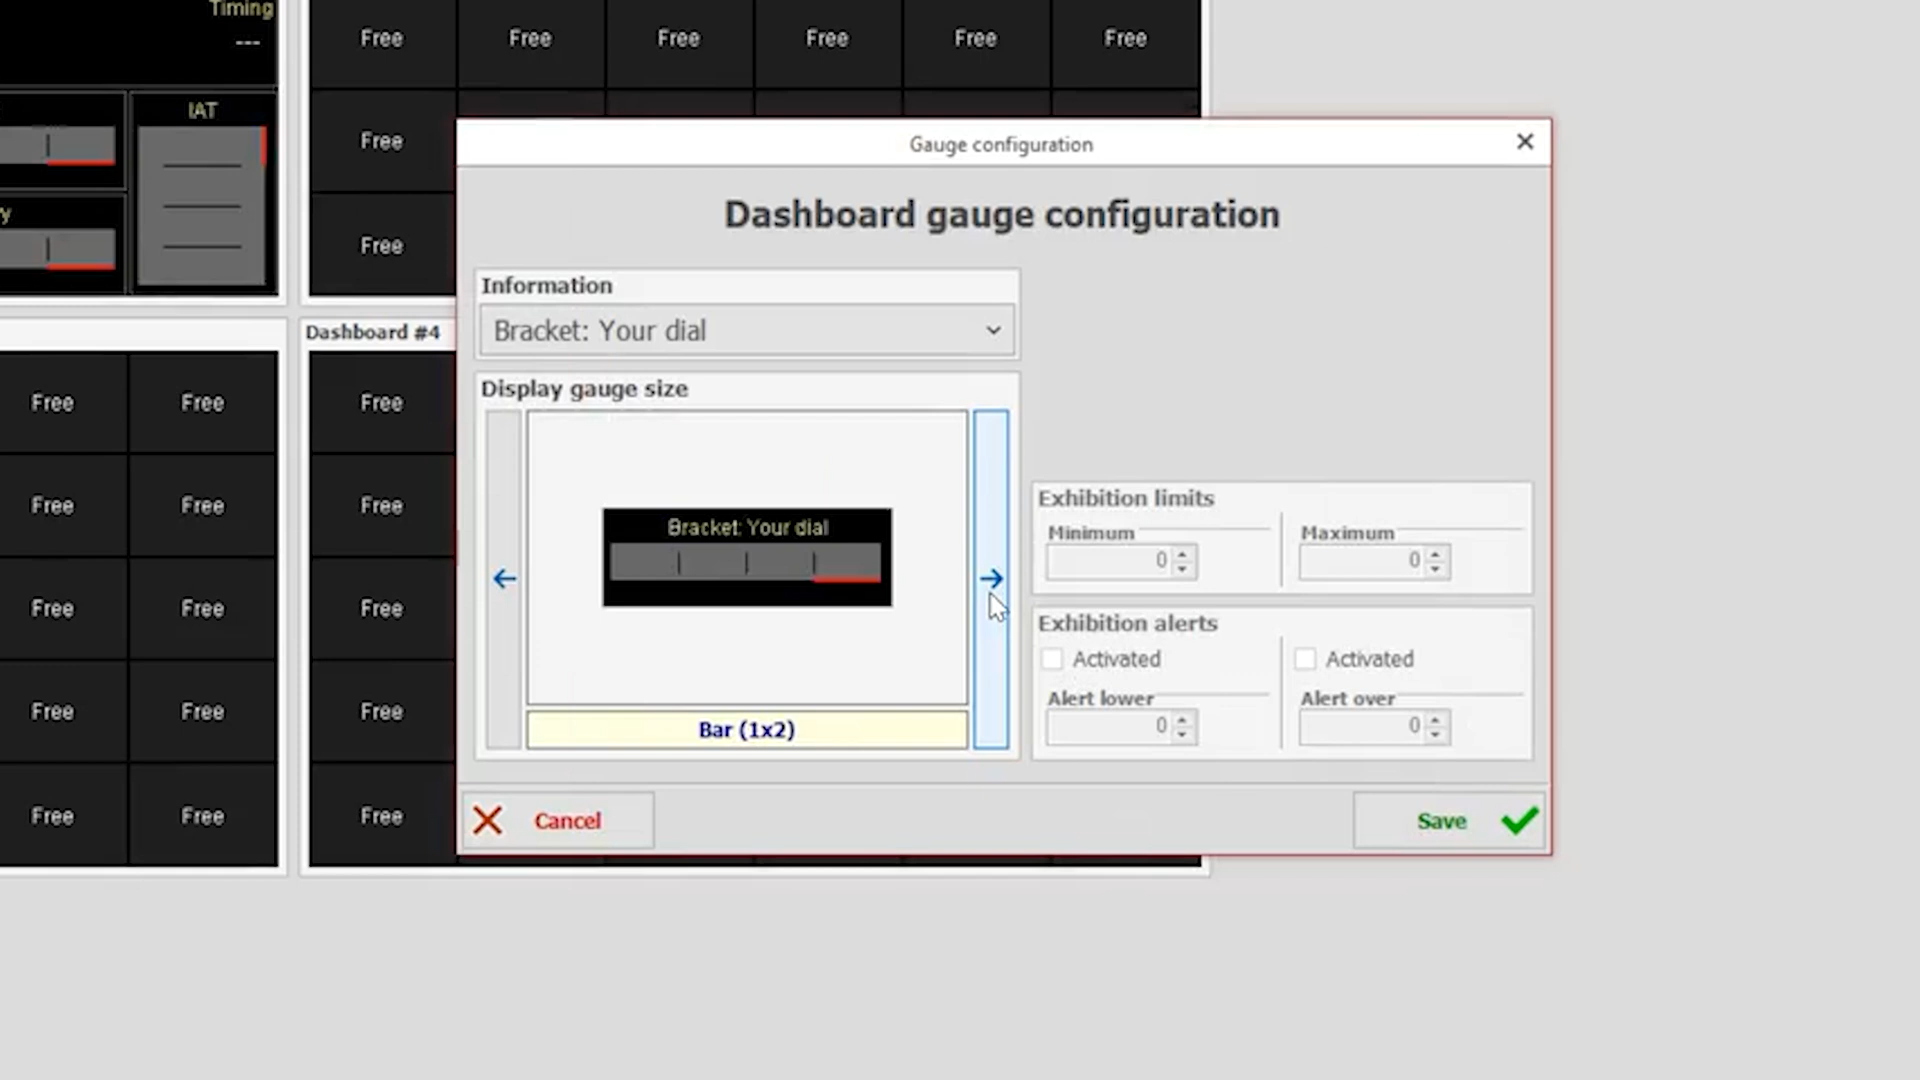 Timing
---
Free Free Free Free Free Free
IAT
Free
y
Free
Gauge configuration
Dashboard gauge configuration
Information
Bracket: Your dial
Display gauge size
Bracket: Your dial
Bar (1x2)
Exhibition limits
Minimum Maximum
0 0
Exhibition alerts
Activated Activated
Alert lower Alert over
0 0
Cancel Save
Dashboard #4
Free Free Free
Free Free Free
Free Free Free
Free Free Free
Free Free Free